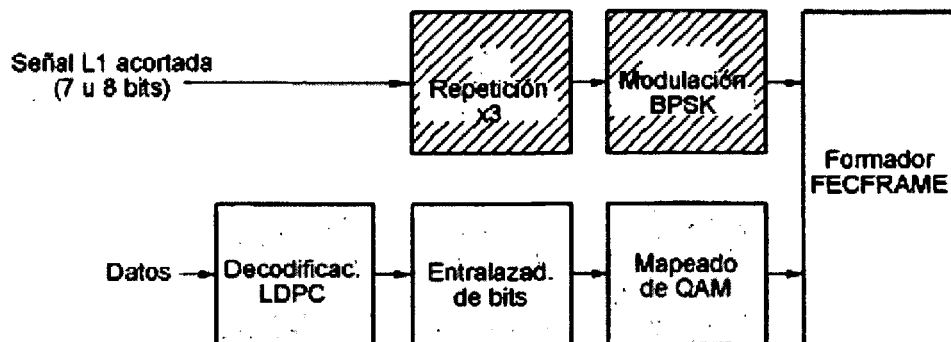 Señal L1 acortada
(7 u 8 bits)
Repetición
x3
Modulación
BPSK
Formador
FECFRAME
Datos
Decodificac.
LDPC
Entralazad.
de bits
Mapeado
de QAM